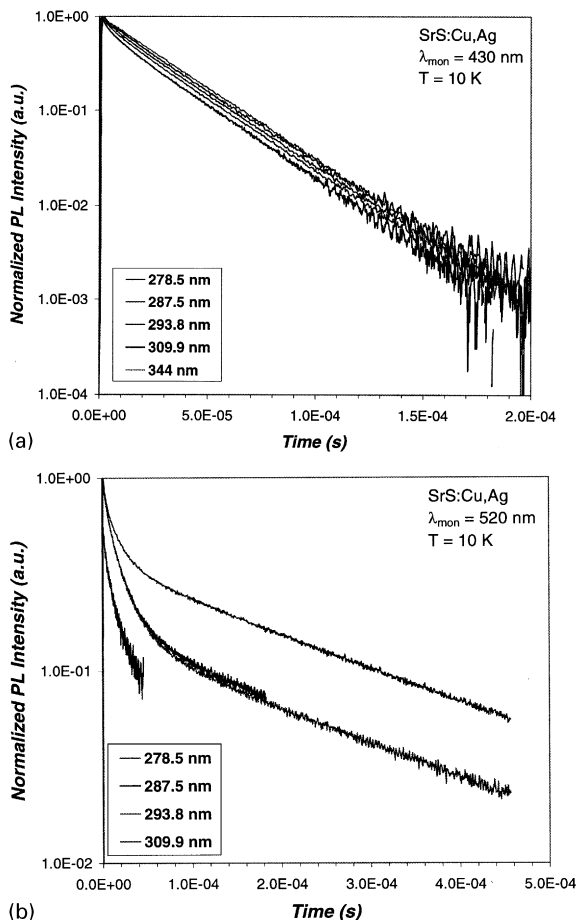 1.0E+00
1.0E-01
1.0E-02
1.0E-03
1.0E-04
Normalized PL Intensity (a.u.)
SrS:Cu,Ag
λmon = 430 nm
T = 10 K
278.5 nm
287.5 nm
293.8 nm
309.9 nm
344 nm
0.0E+00 5.0E-05 1.0E-04 1.5E-04 2.0E-04
(a) Time (s)
1.0E+00
1.0E-01
1.0E-02
Normalized PL Intensity (a.u.)
SrS:Cu,Ag
λmon = 520 nm
T = 10 K
278.5 nm
287.5 nm
293.8 nm
309.9 nm
0.0E+00 1.0E-04 2.0E-04 3.0E-04 4.0E-04 5.0E-04
(b) Time (s)